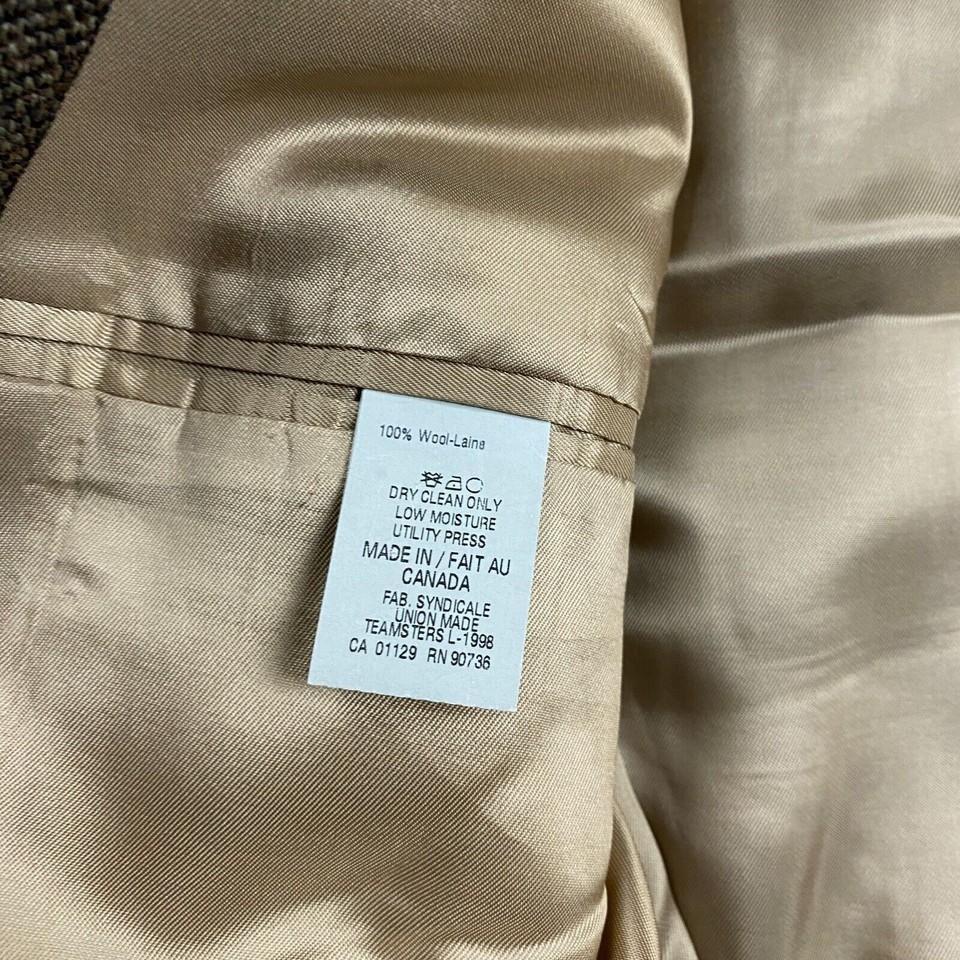 100% Wool-Laine
DRY CLEAN ONLY
LOW MOISTURE
UTILITY PRESS
MADE IN / FAIT AU
CANADA
FAB. SYNDICALE
UNION MADE
TEAMSTERS L-1998
CA 01129 RN 90736